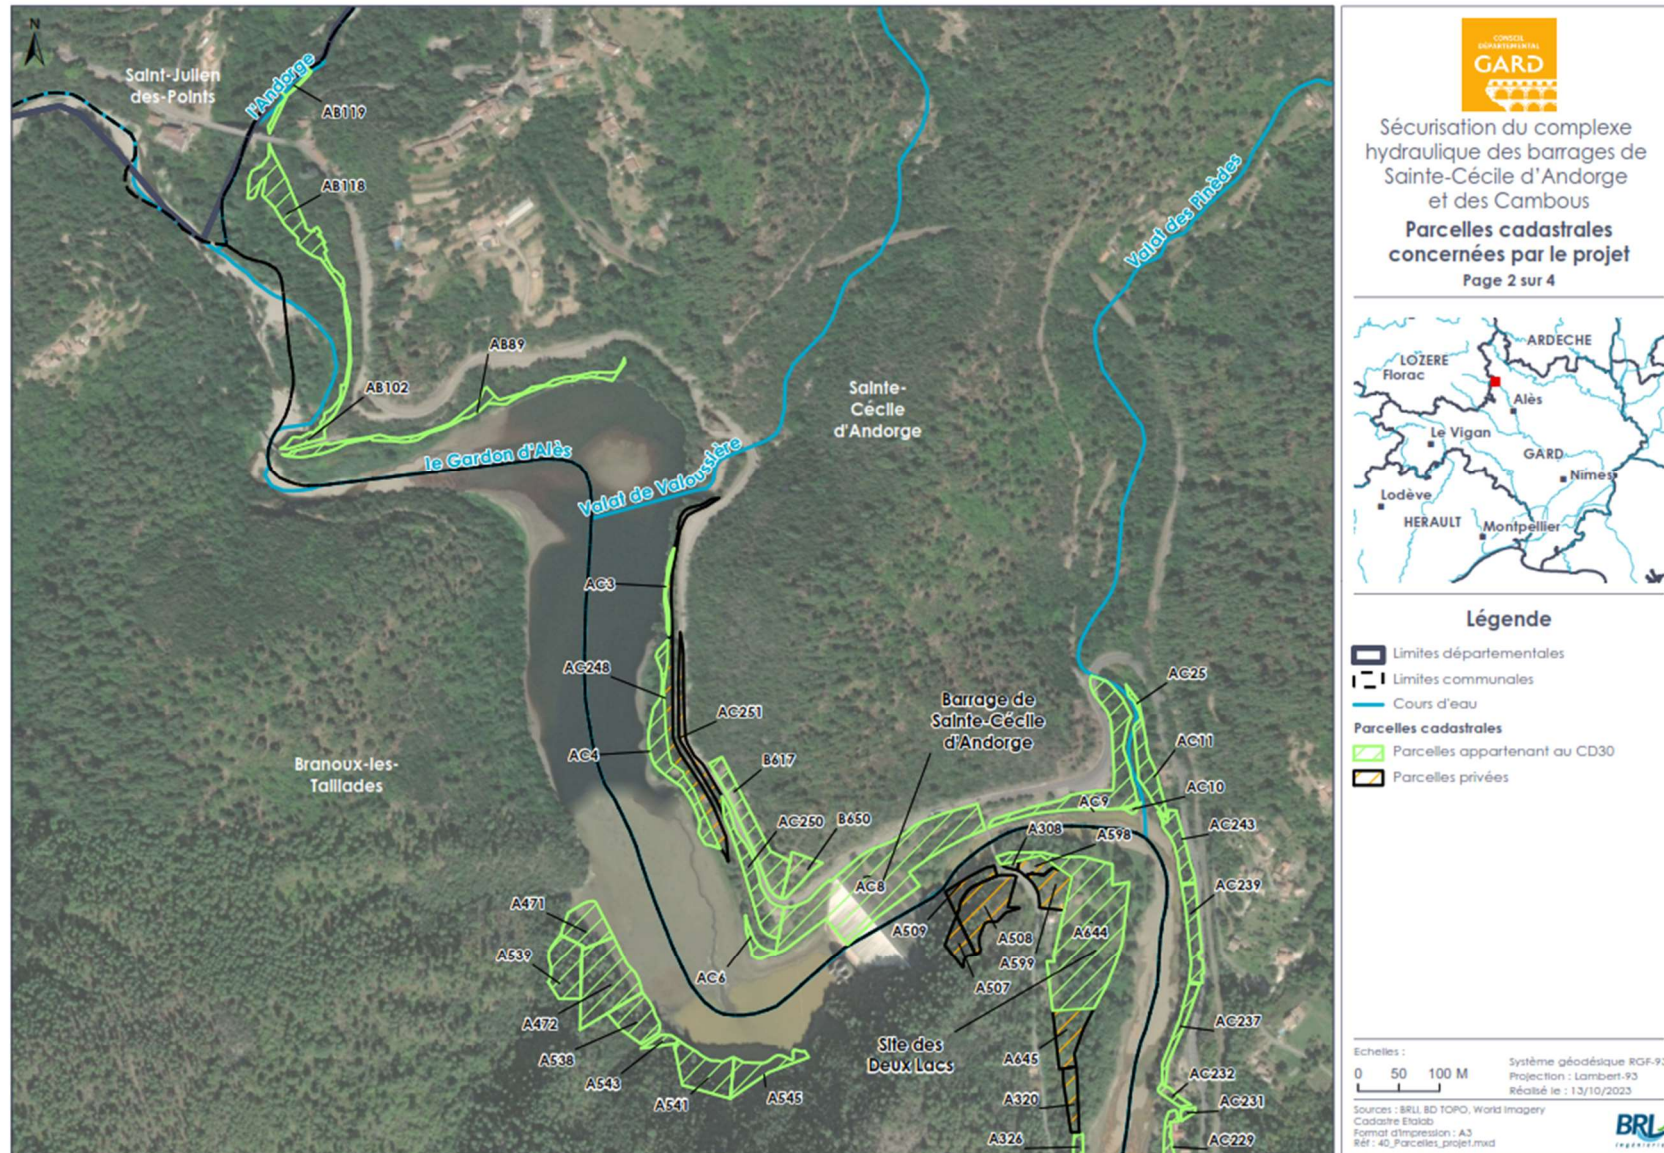 N
Saint-Julien
des-Points
l'Andorge
AB119
AB118
Valat des Pinèdes
AB89
AB102
le Gardon d'Alès
Valat de Valoussière
Sainte-
Cécile
d'Andorge
AC3
AC248
AC251
AC4
Branoux-les-
Taillades
B617
AC250
B650
Barrage de
Sainte-Cécile
d'Andorge
AC25
AC11
AC10
AC9
AC243
A308
A598
AC8
AC239
A471
A539
A472
A538
A543
A541
A545
AC6
A509
A508
A599
A507
A644
Site des
Deux Lacs
A645
A320
A326
AC237
AC232
AC231
AC229
CONSEIL
DÉPARTEMENTAL
GARD
Sécurisation du complexe
hydraulique des barrages de
Sainte-Cécile d'Andorge
et des Cambous
Parcelles cadastrales
concernées par le projet
Page 2 sur 4
ARDECHE
LOZERE
Florac
Alès
Le Vigan
GARD
Nîmes
Lodève
HERAULT
Montpellier
Légende
Limites départementales
Limites communales
Cours d'eau
Parcelles cadastrales
Parcelles appartenant au CD30
Parcelles privées
Echelles :
0 50 100 M
Système géodésique RGF-93
Projection : Lambert-93
Réalisé le : 13/10/2023
Sources : BRLI, BD TOPO, World Imagery
Cadastre Etalab
Format d'impression : A3
Réf : 40_Parcelles_projet.mxd
BRL
Ingénierie